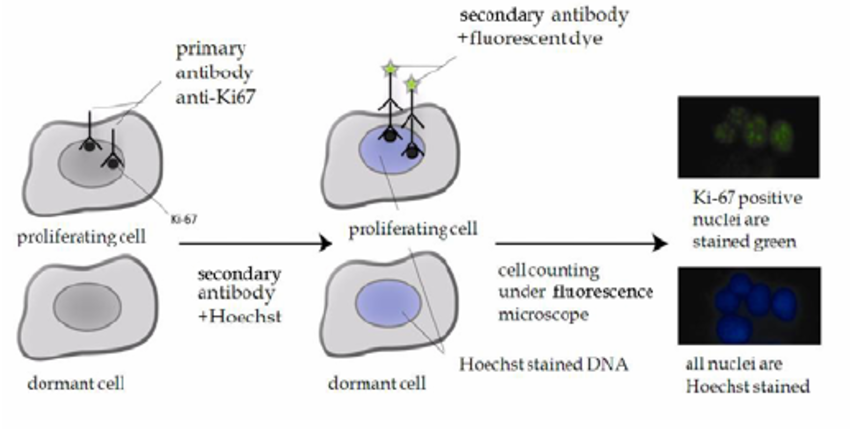 primary
antibody
anti-Ki67
secondary antibody
+fluorescent dye
Ki-67
proliferating cell
proliferating cell
secondary
antibody
+Hoechst
cell counting
under fluorescence
microscope
Ki-67 positive
nuclei are
stained green
dormant cell
dormant cell
Hoechst stained DNA
all nuclei are
Hoechst stained